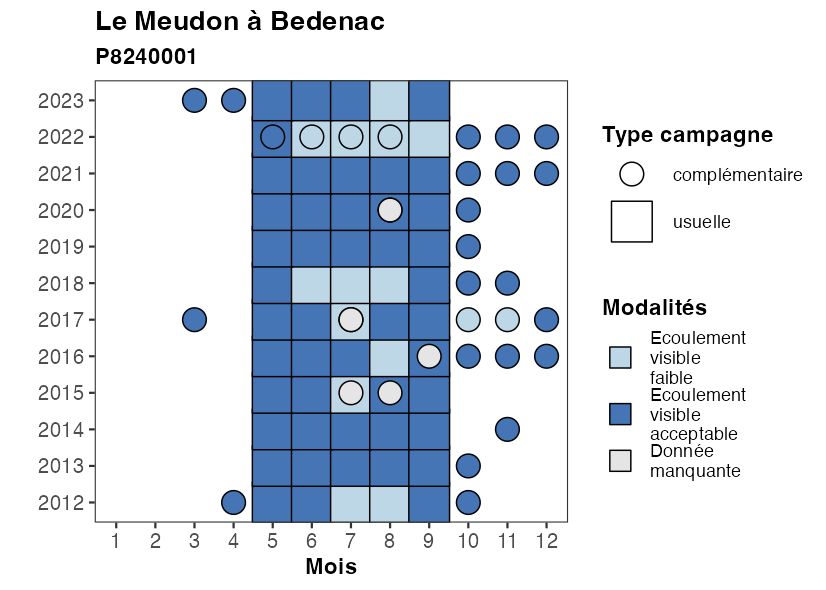 Le Meudon à Bedenac
P8240001
2023
2022
2021
2020
2019
2018
2017
2016
2015
2014
2013
2012
1 2 3 4 5 6 7 8 9 10 11 12
Mois
Type campagne
complémentaire
usuelle
Modalités
Ecoulement
visible
faible
Ecoulement
visible
acceptable
Donnée
manquante